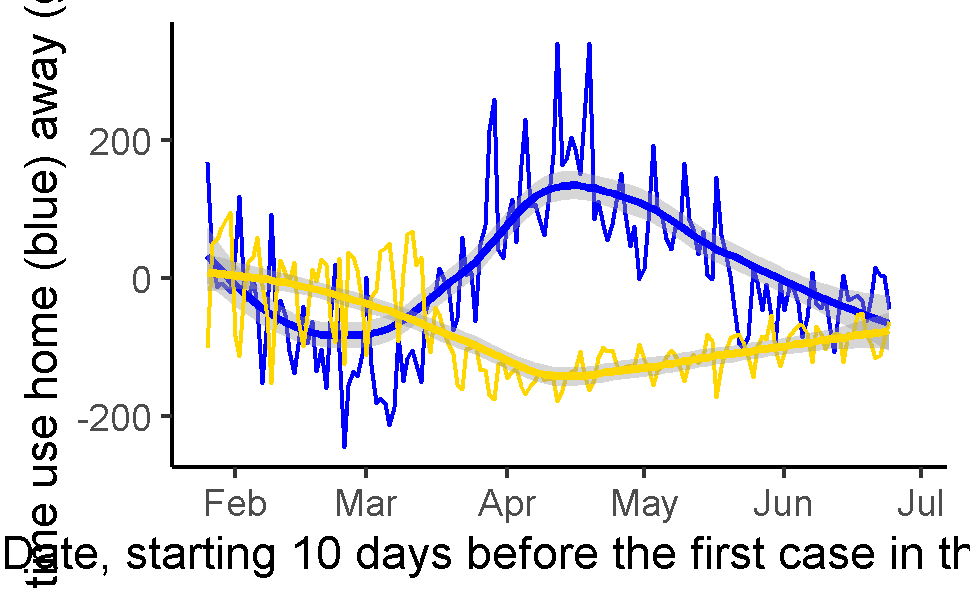 time use home (blue) away (
200
0
-200
Feb Mar Apr May Jun Jul
Date, starting 10 days before the first case in th